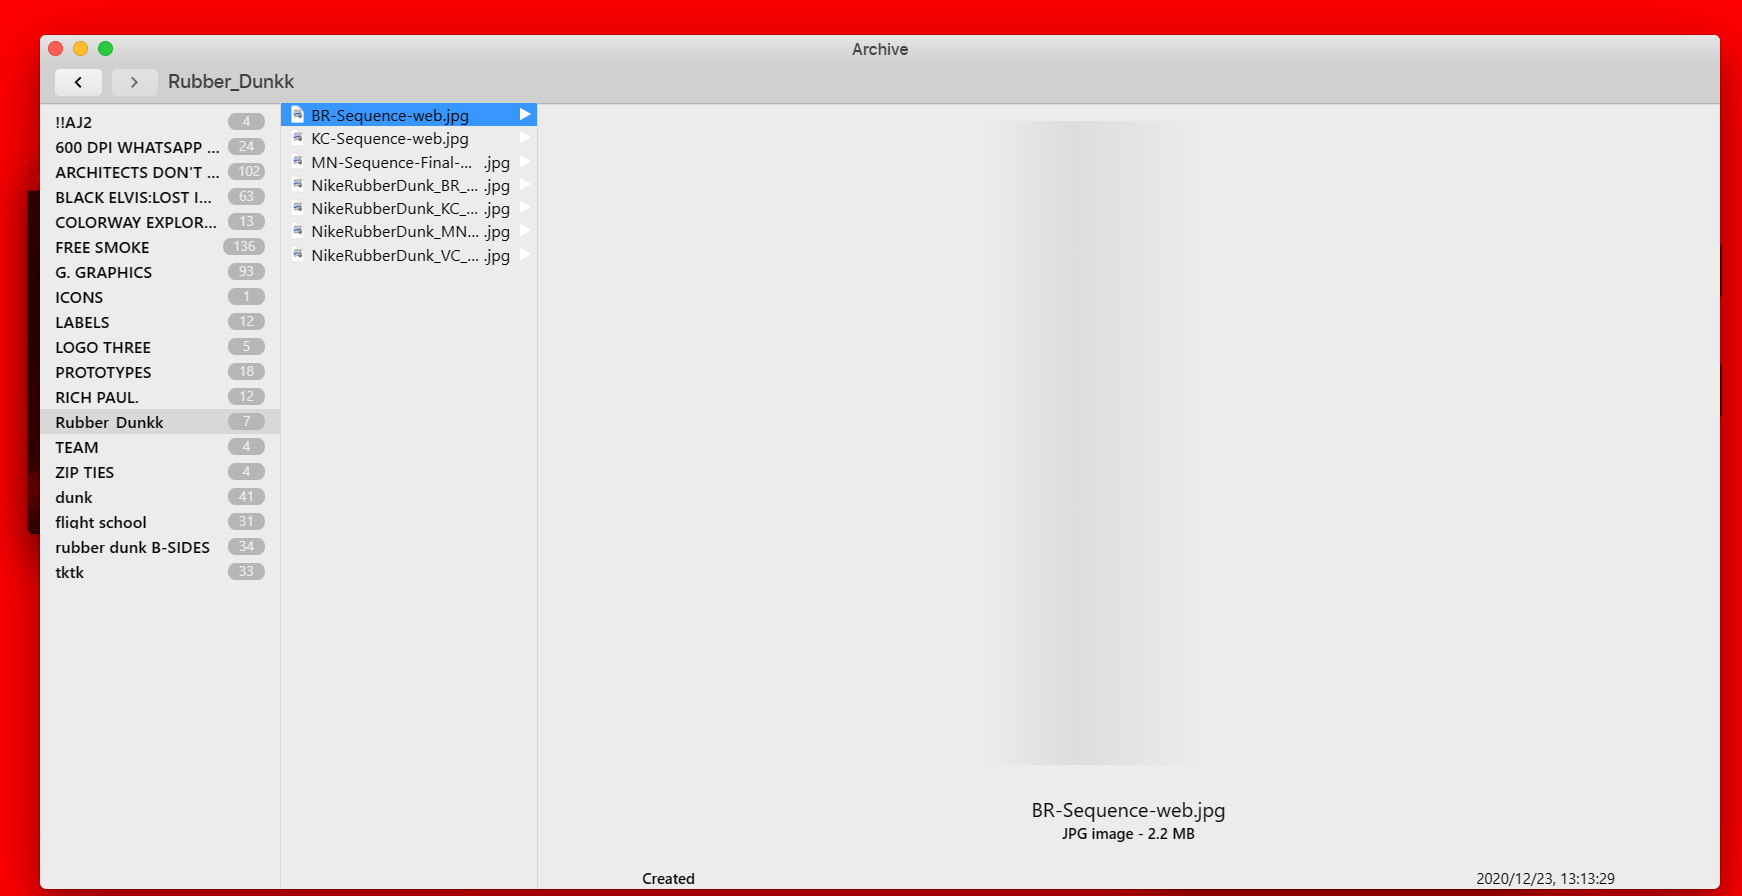 Archive
Rubber_Dunkk
!!AJ2 4
600 DPI WHATSAPP ... 24
ARCHITECTS DON'T ... 102
BLACK ELVIS:LOST I... 63
COLORWAY EXPLOR... 13
FREE SMOKE 136
G. GRAPHICS 93
ICONS 1
LABELS 12
LOGO THREE 5
PROTOTYPES 18
RICH PAUL. 12
Rubber Dunkk 7
TEAM 4
ZIP TIES 4
dunk 41
flight school 31
rubber dunk B-SIDES 34
tktk 33
BR-Sequence-web.jpg
KC-Sequence-web.jpg
MN-Sequence-Final-... .jpg
NikeRubberDunk_BR_... .jpg
NikeRubberDunk_KC_... .jpg
NikeRubberDunk_MN... .jpg
NikeRubberDunk_VC_... .jpg
BR-Sequence-web.jpg
JPG image - 2.2 MB
Created 2020/12/23, 13:13:29